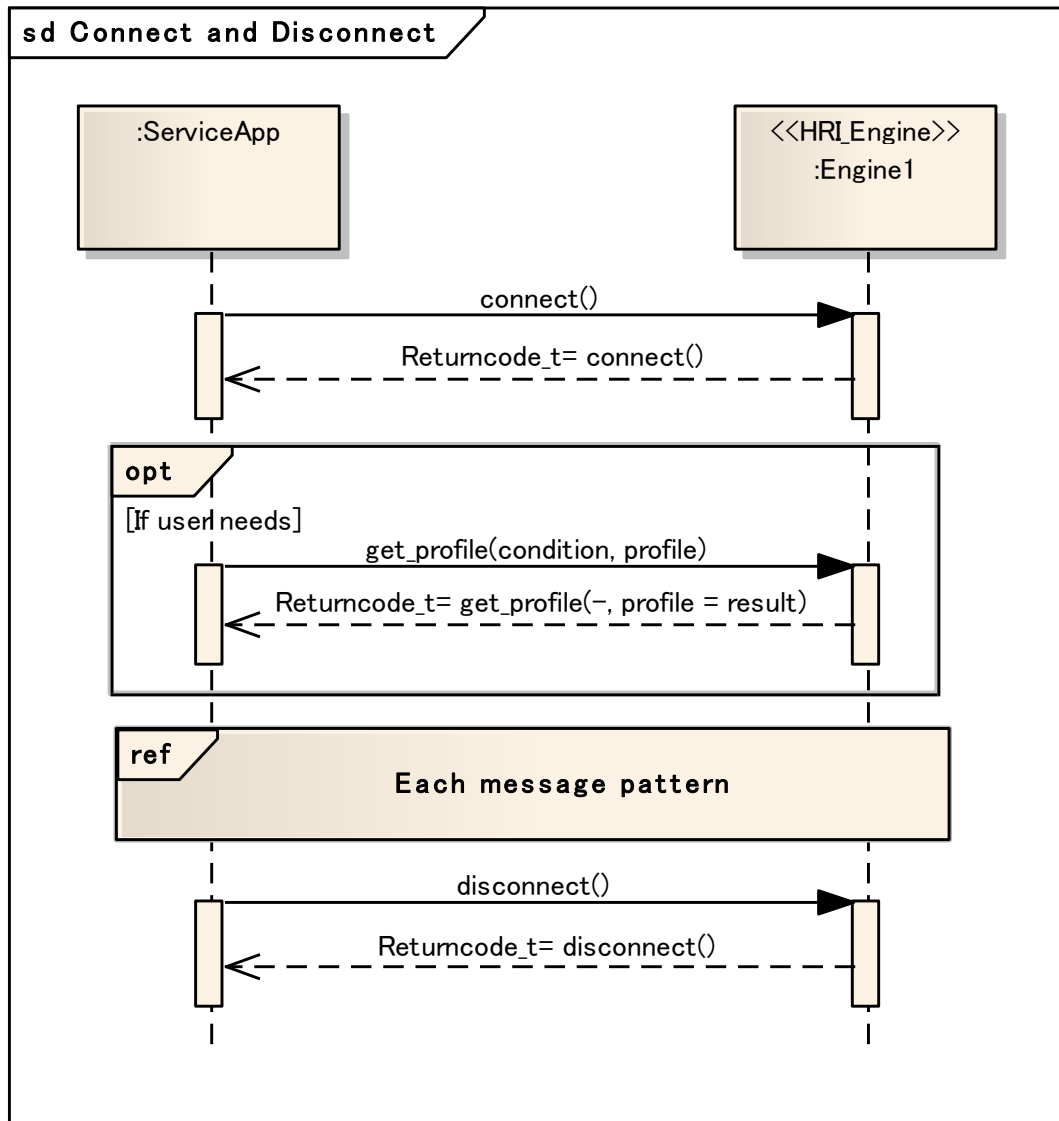 sd Connect and Disconnect
:ServiceApp
<<HRI_Engine>>
:Engine1
connect()
Returncode_t= connect()
opt
[If user needs]
get_profile(condition, profile)
Returncode_t= get_profile(-, profile = result)
ref
Each message pattern
disconnect()
Returncode_t= disconnect()